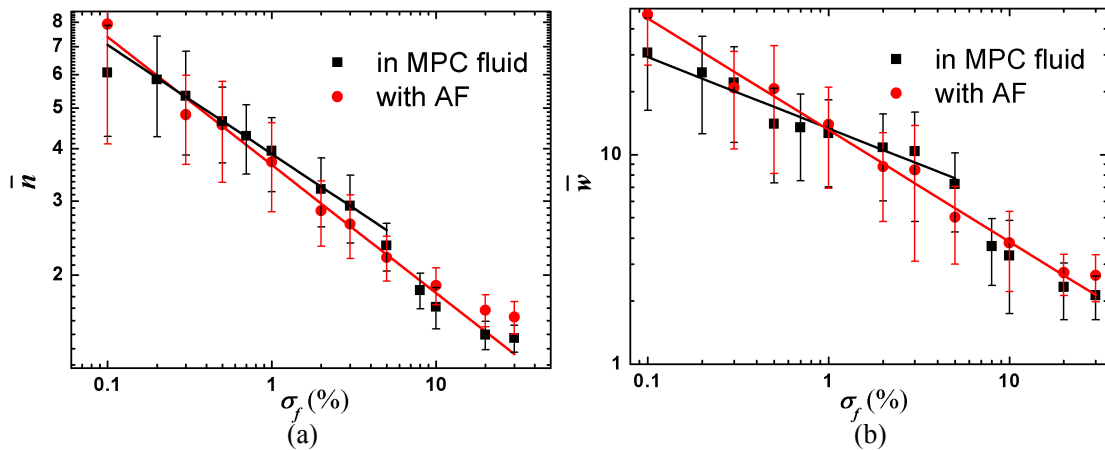 8
7
6
5
4
3
2
n̄
in MPC fluid
with AF
0.1
1
10
σf (%)
(a)
10
1
w̄
in MPC fluid
with AF
0.1
1
10
σf (%)
(b)